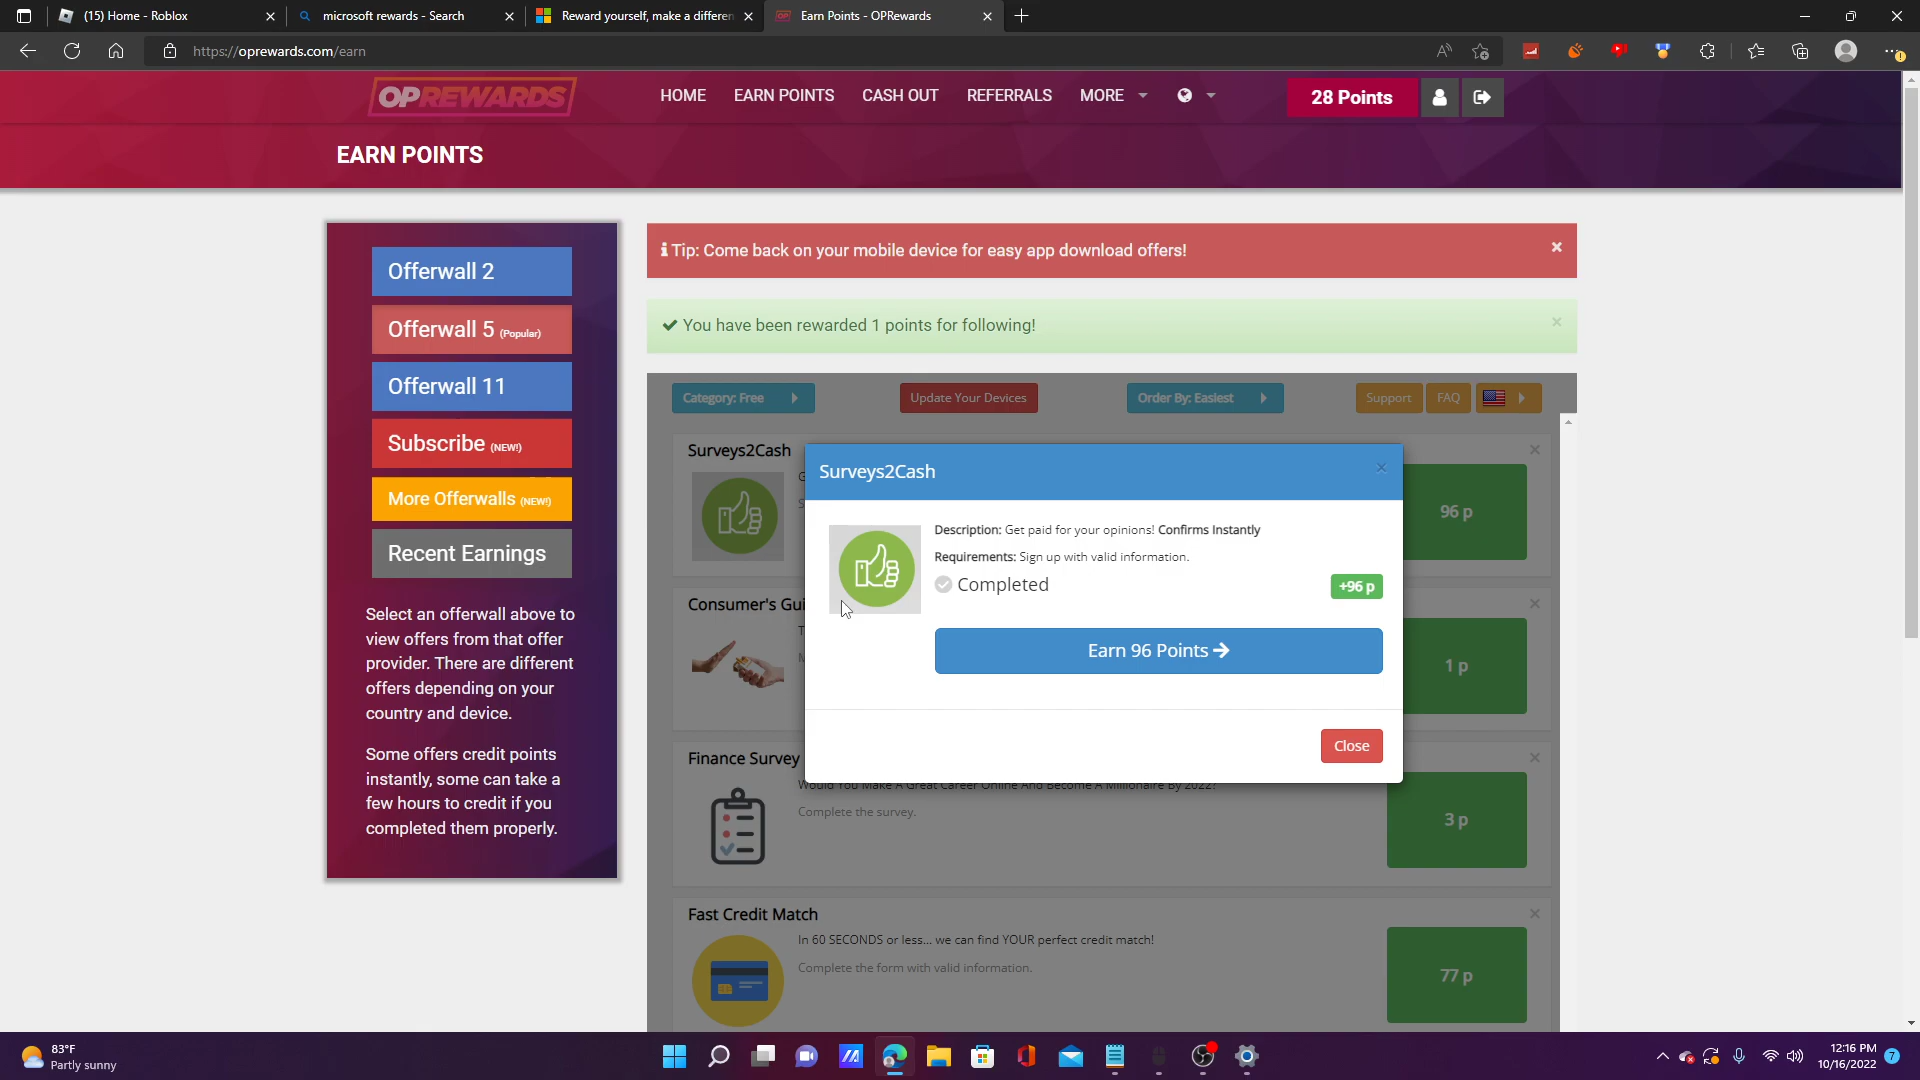 (15) Home - Roblox
microsoft rewards - Search
Reward yourself, make a differen
Earn Points - OPRewards
https://oprewards.com/earn
OPREWARDS
HOME
EARN POINTS
CASH OUT
REFERRALS
MORE
28 Points
EARN POINTS
Offerwall 2
Offerwall 5 (Popular)
Offerwall 11
Subscribe (NEW!)
More Offerwalls (NEW!)
Recent Earnings
Select an offerwall above to
view offers from that offer
provider. There are different
offers depending on your
country and device.
Some offers credit points
instantly, some can take a
few hours to credit if you
completed them properly.
Tip: Come back on your mobile device for easy app download offers!
You have been rewarded 1 points for following!
Category: Free
Update Your Devices
Order By: Easiest
Support
FAQ
Surveys2Cash
96 p
Surveys2Cash
Description: Get paid for your opinions! Confirms Instantly
Requirements: Sign up with valid information.
Completed
+96 p
Earn 96 Points
Close
Consumer's Gui
1 p
Finance Survey
Would You Make A Great Career Online And Become A Millionaire By 2022?
Complete the survey.
3 p
Fast Credit Match
In 60 SECONDS or less... we can find YOUR perfect credit match!
Complete the form with valid information.
77 p
83°F
Partly sunny
12:16 PM
10/16/2022
7